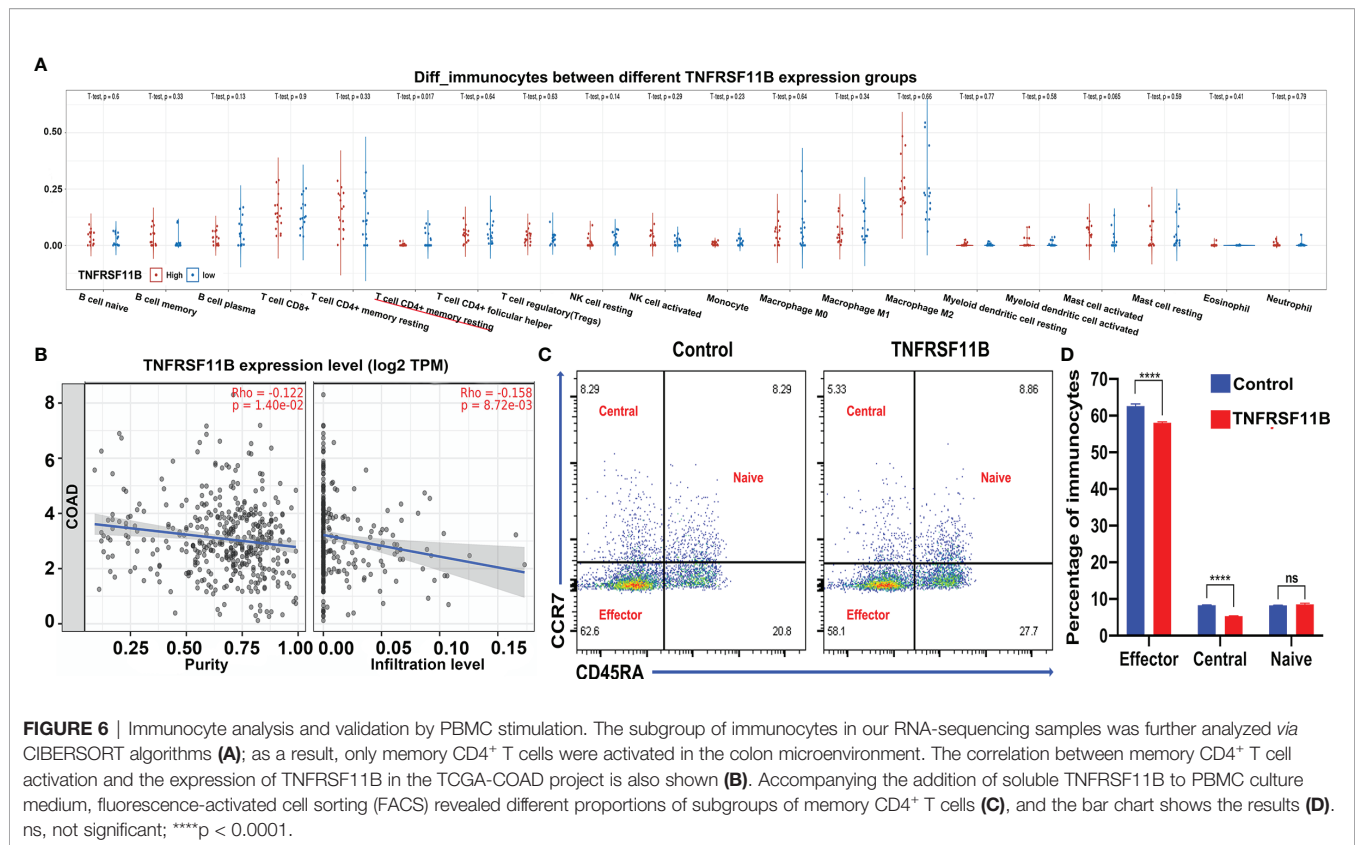 A
Diff_immunocytes between different TNFRSF11B expression groups
T-test, p = 0.6 T-test, p = 0.33 T-test, p = 0.13 T-test, p = 0.9 T-test, p = 0.33 T-test, p = 0.017 T-test, p = 0.64 T-test, p = 0.63 T-test, p = 0.14 T-test, p = 0.29 T-test, p = 0.23 T-test, p = 0.64 T-test, p = 0.34 T-test, p = 0.66 T-test, p = 0.77 T-test, p = 0.58 T-test, p = 0.065 T-test, p = 0.59 T-test, p = 0.41 T-test, p = 0.79
0.50
0.25
0.00
TNFRSF11B High low
B cell naive
B cell memory
B cell plasma
T cell CD8+
T cell CD4+ memory resting
T cell CD4+ memory resting
T cell CD4+ folicular helper
T cell regulatory(Tregs)
NK cell resting
NK cell activated
Monocyte
Macrophage M0
Macrophage M1
Macrophage M2
Myeloid dendritic cell resting
Myeloid dendritic cell activated
Mast cell activated
Mast cell resting
Eosinophil
Neutrophil
B
TNFRSF11B expression level (log2 TPM)
COAD
8
6
4
2
0
Rho = -0.122
p = 1.40e-02
Rho = -0.158
p = 8.72e-03
0.25 0.50 0.75 1.00
Purity
0.00 0.05 0.10 0.15
Infiltration level
C
Control
TNFRSF11B
CCR7
8.29 8.29
Central
Naive
Effector
62.6 20.8
5.33 8.86
Central
Naive
Effector
58.1 27.7
CD45RA
D
Percentage of immunocytes
70
60
50
40
30
20
10
0
****
****
ns
Control
TNFRSF11B
Effector Central Naive
FIGURE 6 | Immunocyte analysis and validation by PBMC stimulation. The subgroup of immunocytes in our RNA-sequencing samples was further analyzed via
CIBERSORT algorithms (A); as a result, only memory CD4+ T cells were activated in the colon microenvironment. The correlation between memory CD4+ T cell
activation and the expression of TNFRSF11B in the TCGA-COAD project is also shown (B). Accompanying the addition of soluble TNFRSF11B to PBMC culture
medium, fluorescence-activated cell sorting (FACS) revealed different proportions of subgroups of memory CD4+ T cells (C), and the bar chart shows the results (D).
ns, not significant; ****p < 0.0001.